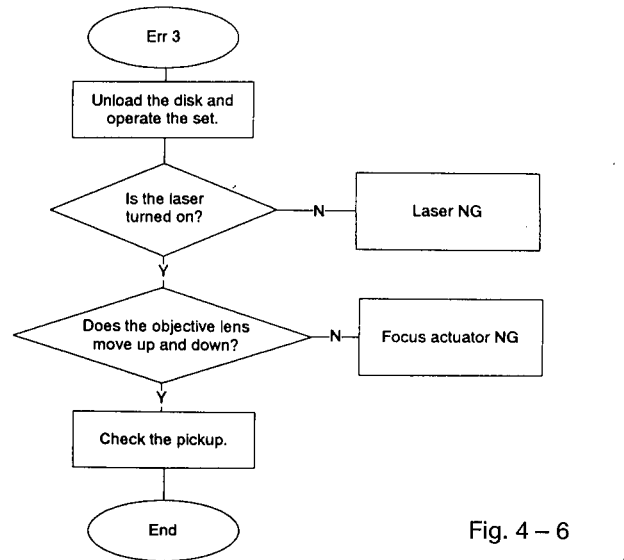 Err 3
Unload the disk and
operate the set.
Is the laser
turned on?
N
Laser NG
Y
Does the objective lens
move up and down?
N
Focus actuator NG
Y
Check the pickup.
End
Fig. 4 – 6